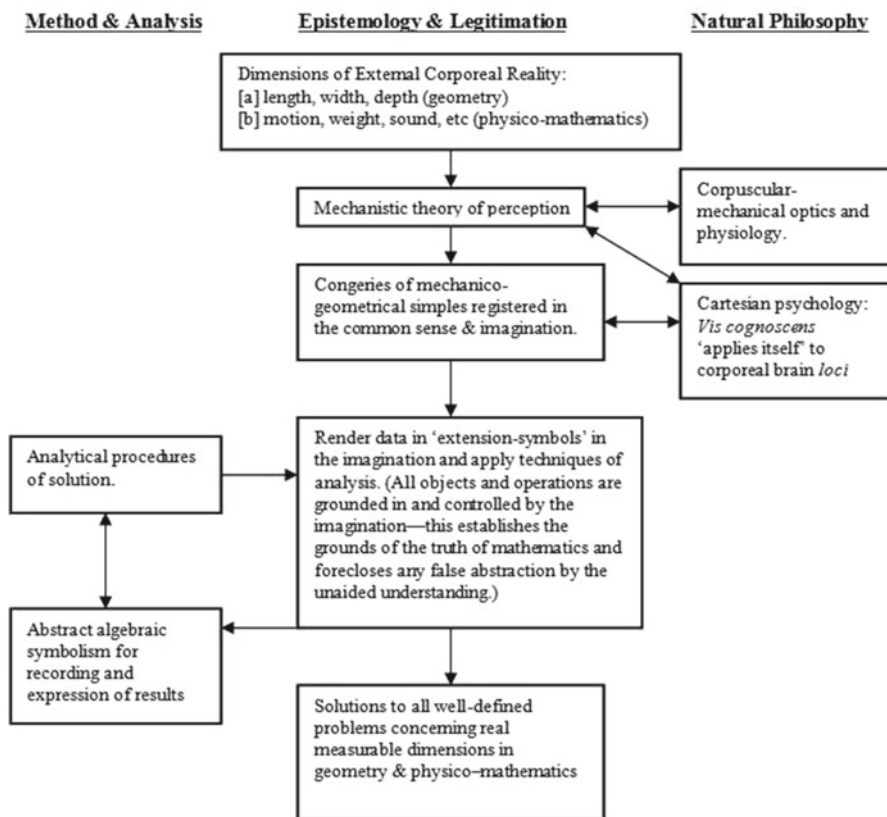 Method & Analysis
Epistemology & Legitimation
Natural Philosophy
Dimensions of External Corporeal Reality:
[a] length, width, depth (geometry)
[b] motion, weight, sound, etc (physico-mathematics)
Mechanistic theory of perception
Corpuscular-
mechanical optics and
physiology.
Congeries of mechanico-
geometrical simples registered in
the common sense & imagination.
Cartesian psychology:
Vis cognoscens
‘applies itself’ to
corporeal brain loci
Analytical procedures
of solution.
Render data in ‘extension-symbols’ in
the imagination and apply techniques of
analysis. (All objects and operations are
grounded in and controlled by the
imagination—this establishes the
grounds of the truth of mathematics and
forecloses any false abstraction by the
unaided understanding.)
Abstract algebraic
symbolism for
recording and
expression of results
Solutions to all well-defined
problems concerning real
measurable dimensions in
geometry & physico–mathematics